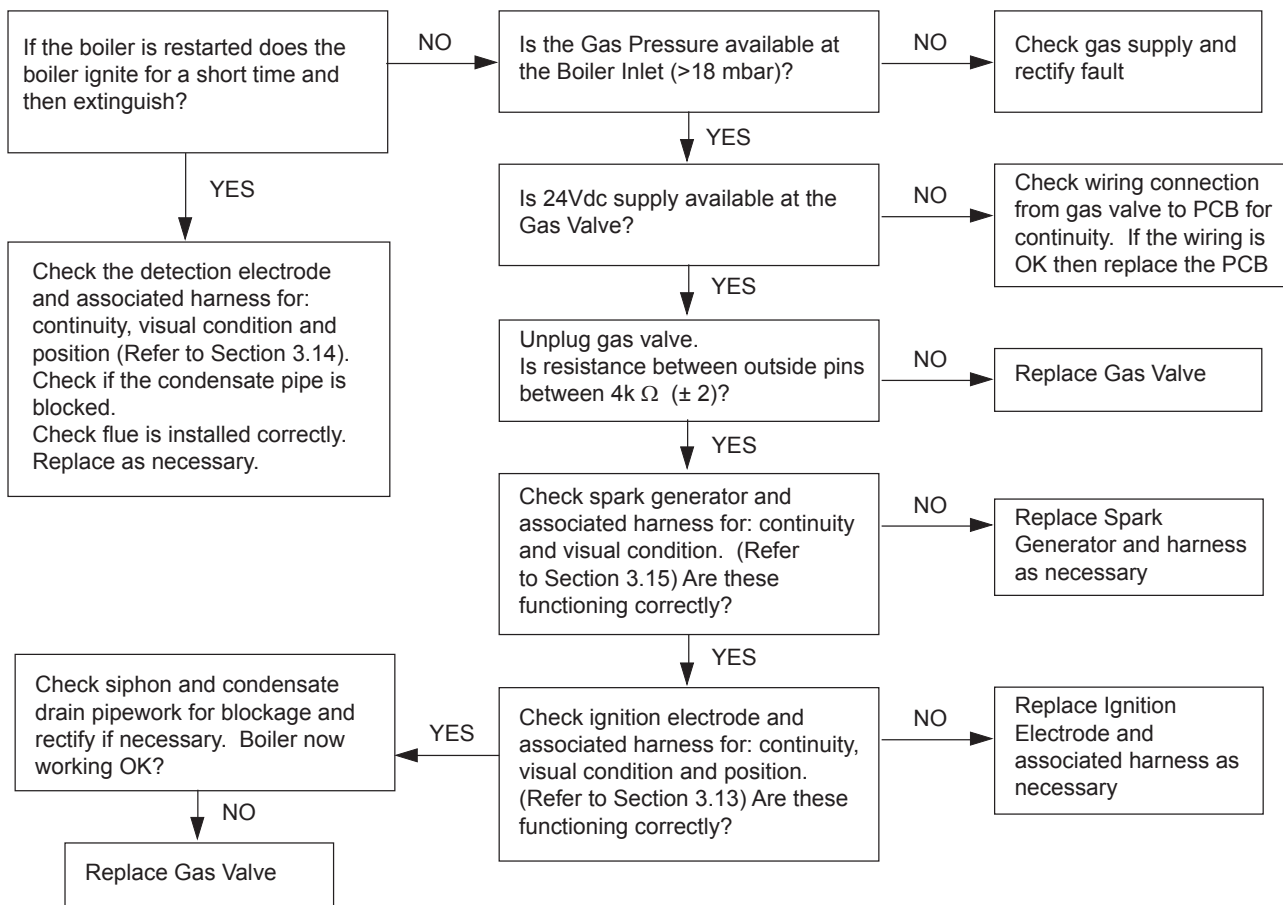 If the boiler is restarted does the
boiler ignite for a short time and
then extinguish?
NO
Is the Gas Pressure available at
the Boiler Inlet (>18 mbar)?
NO
Check gas supply and
rectify fault
YES
YES
Is 24Vdc supply available at the
Gas Valve?
NO
Check wiring connection
from gas valve to PCB for
continuity.  If the wiring is
OK then replace the PCB
Check the detection electrode
and associated harness for:
continuity, visual condition and
position (Refer to Section 3.14).
Check if the condensate pipe is
blocked.
Check flue is installed correctly.
Replace as necessary.
YES
Unplug gas valve.
Is resistance between outside pins
between 4k Ω  (± 2)?
NO
Replace Gas Valve
YES
Check spark generator and
associated harness for: continuity
and visual condition.  (Refer
to Section 3.15) Are these
functioning correctly?
NO
Replace Spark
Generator and harness
as necessary
YES
Check ignition electrode and
associated harness for: continuity,
visual condition and position.
(Refer to Section 3.13) Are these
functioning correctly?
NO
Replace Ignition
Electrode and
associated harness as
necessary
YES
Check siphon and condensate
drain pipework for blockage and
rectify if necessary.  Boiler now
working OK?
NO
Replace Gas Valve